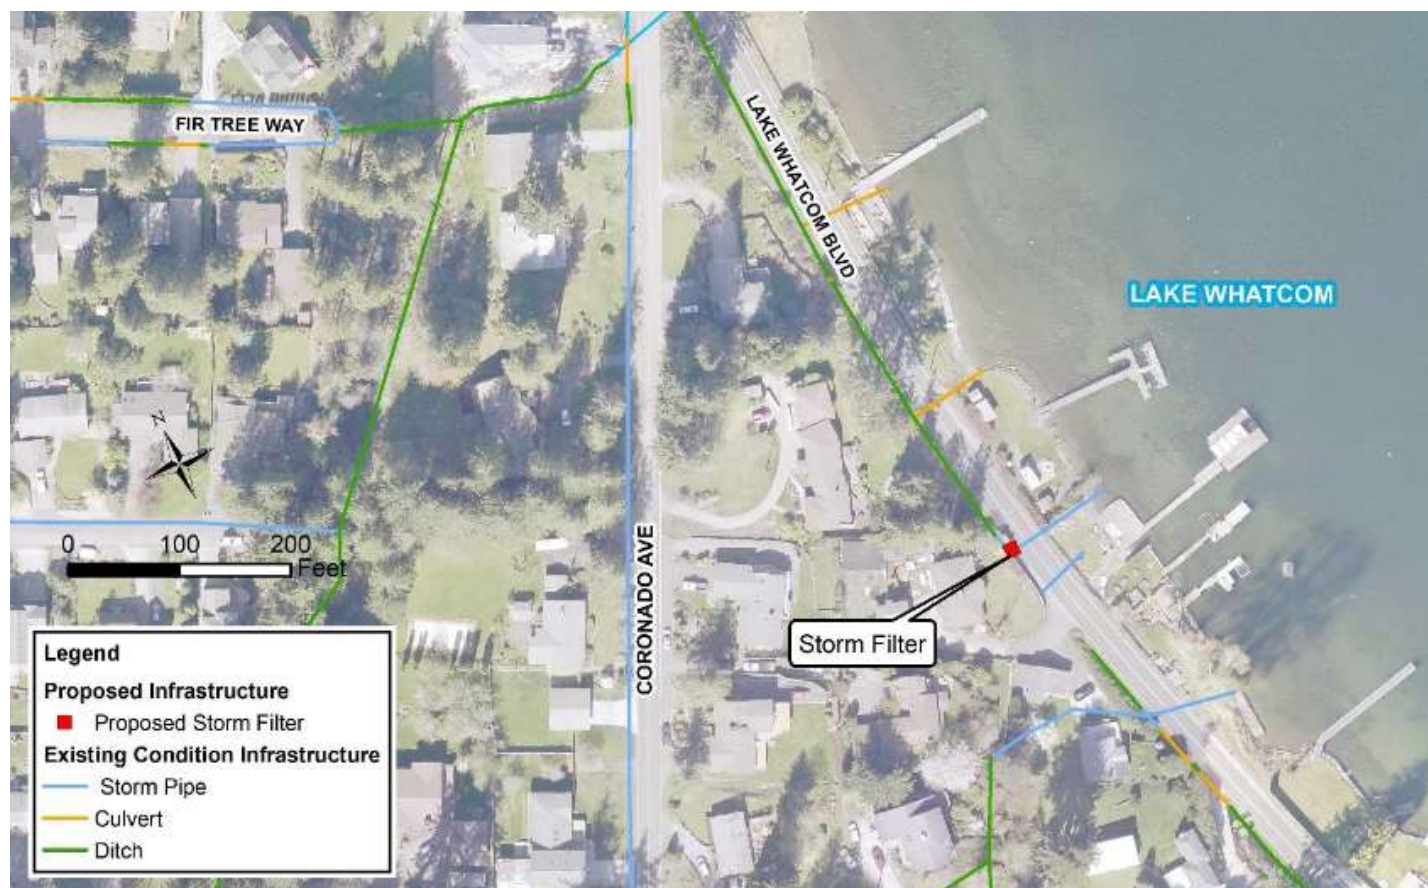 FIR TREE WAY
LAKE WHATCOM BLVD
LAKE WHATCOM
N
0 100 200
Feet
CORONADO AVE
Storm Filter
Legend
Proposed Infrastructure
Proposed Storm Filter
Existing Condition Infrastructure
Storm Pipe
Culvert
Ditch